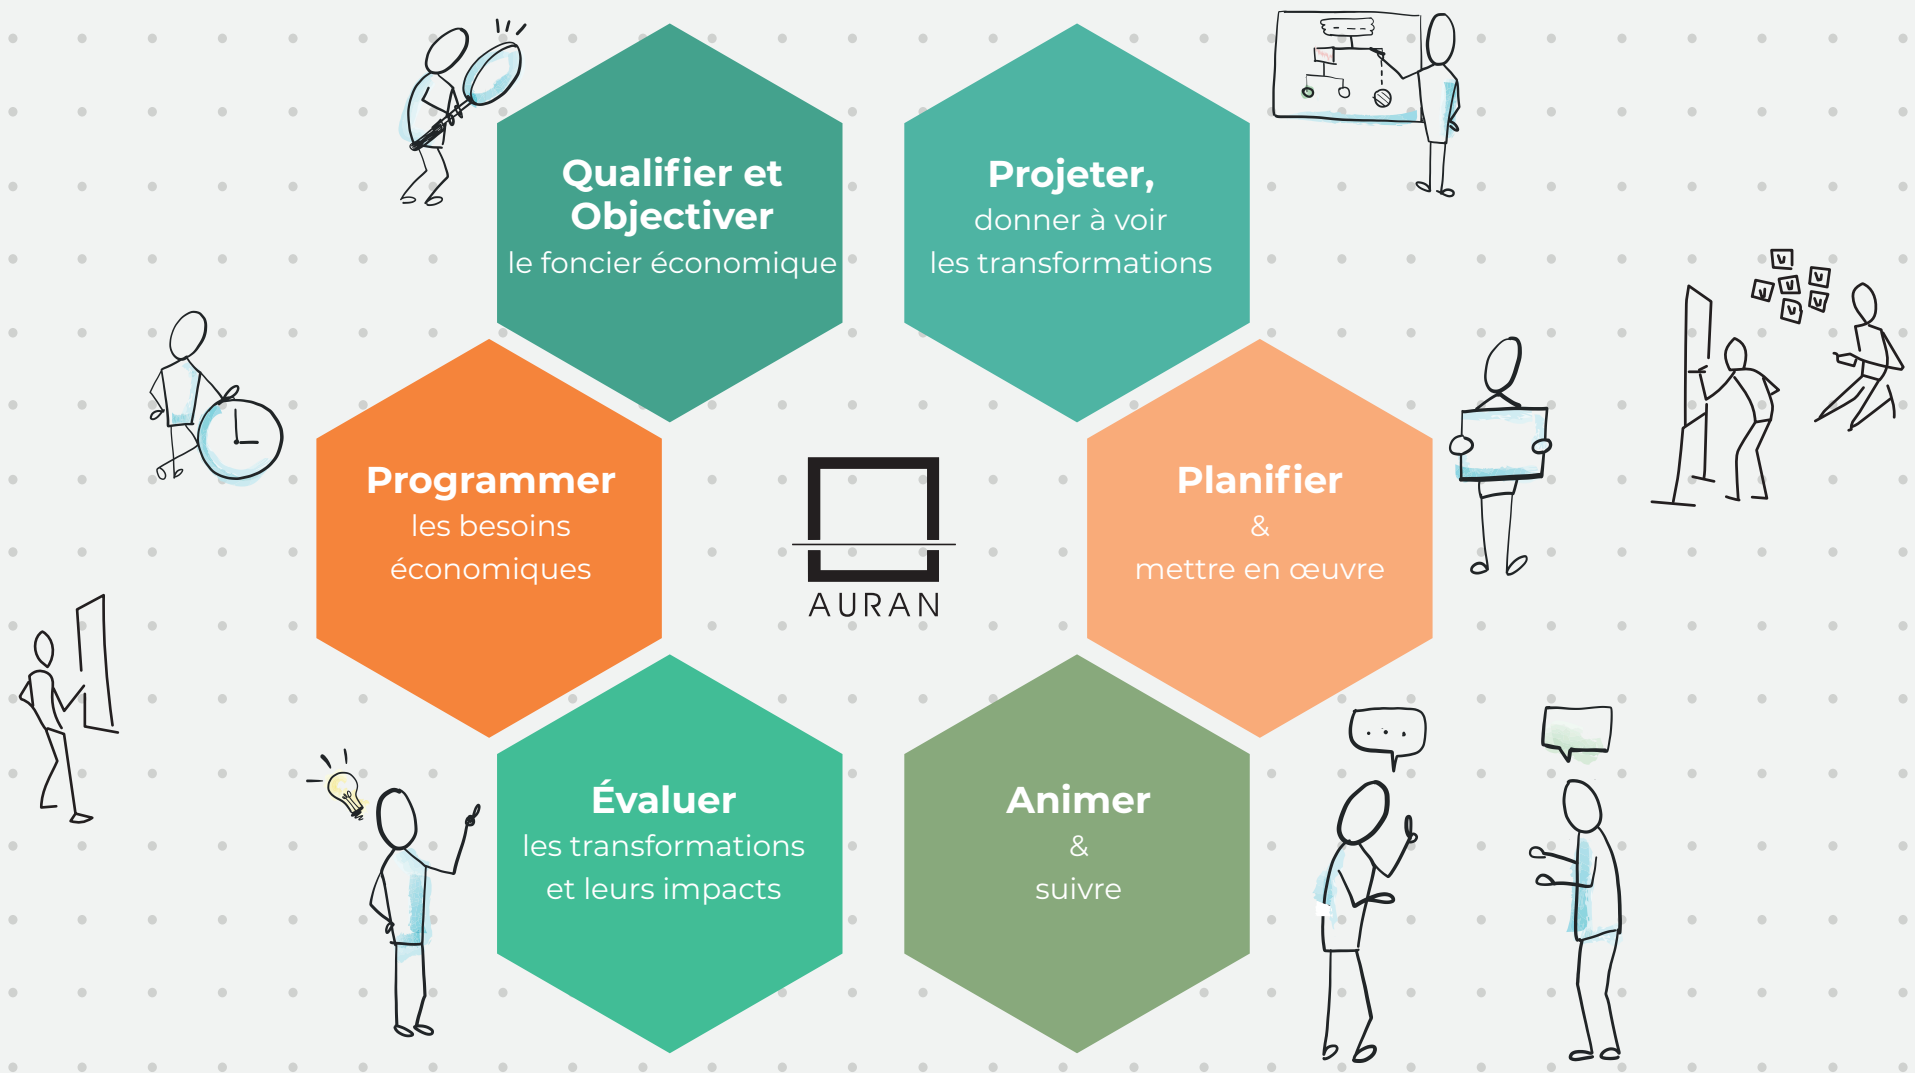 Qualifier et
Objectiver
le foncier économique
Projeter,
donner à voir
les transformations
Programmer
les besoins
économiques
AURAN
Planifier
&
mettre en œuvre
Évaluer
les transformations
et leurs impacts
Animer
&
suivre